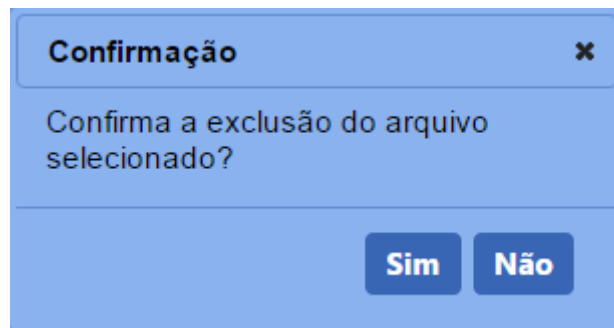 Confirmação
Confirma a exclusão do arquivo
selecionado?
Sim Não